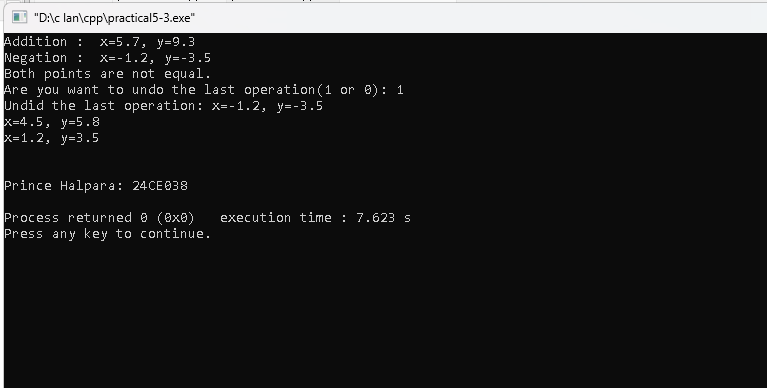 "D:\c lan\cpp\practical5-3.exe"
Addition :  x=5.7, y=9.3
Negation :  x=-1.2, y=-3.5
Both points are not equal.
Are you want to undo the last operation(1 or 0): 1
Undid the last operation: x=-1.2, y=-3.5
x=4.5, y=5.8
x=1.2, y=3.5
Prince Halpara: 24CE038
Process returned 0 (0x0)   execution time : 7.623 s
Press any key to continue.